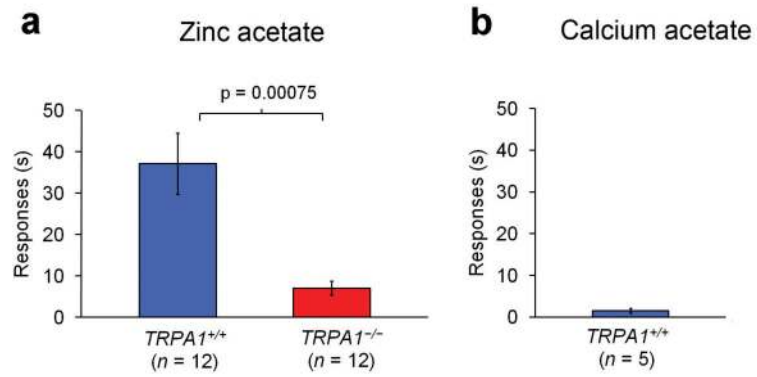 a
Zinc acetate
p = 0.00075
Responses (s)
50
40
30
20
10
0
TRPA1+/+
(n = 12)
TRPA1−/−
(n = 12)
b
Calcium acetate
Responses (s)
50
40
30
20
10
0
TRPA1+/+
(n = 5)